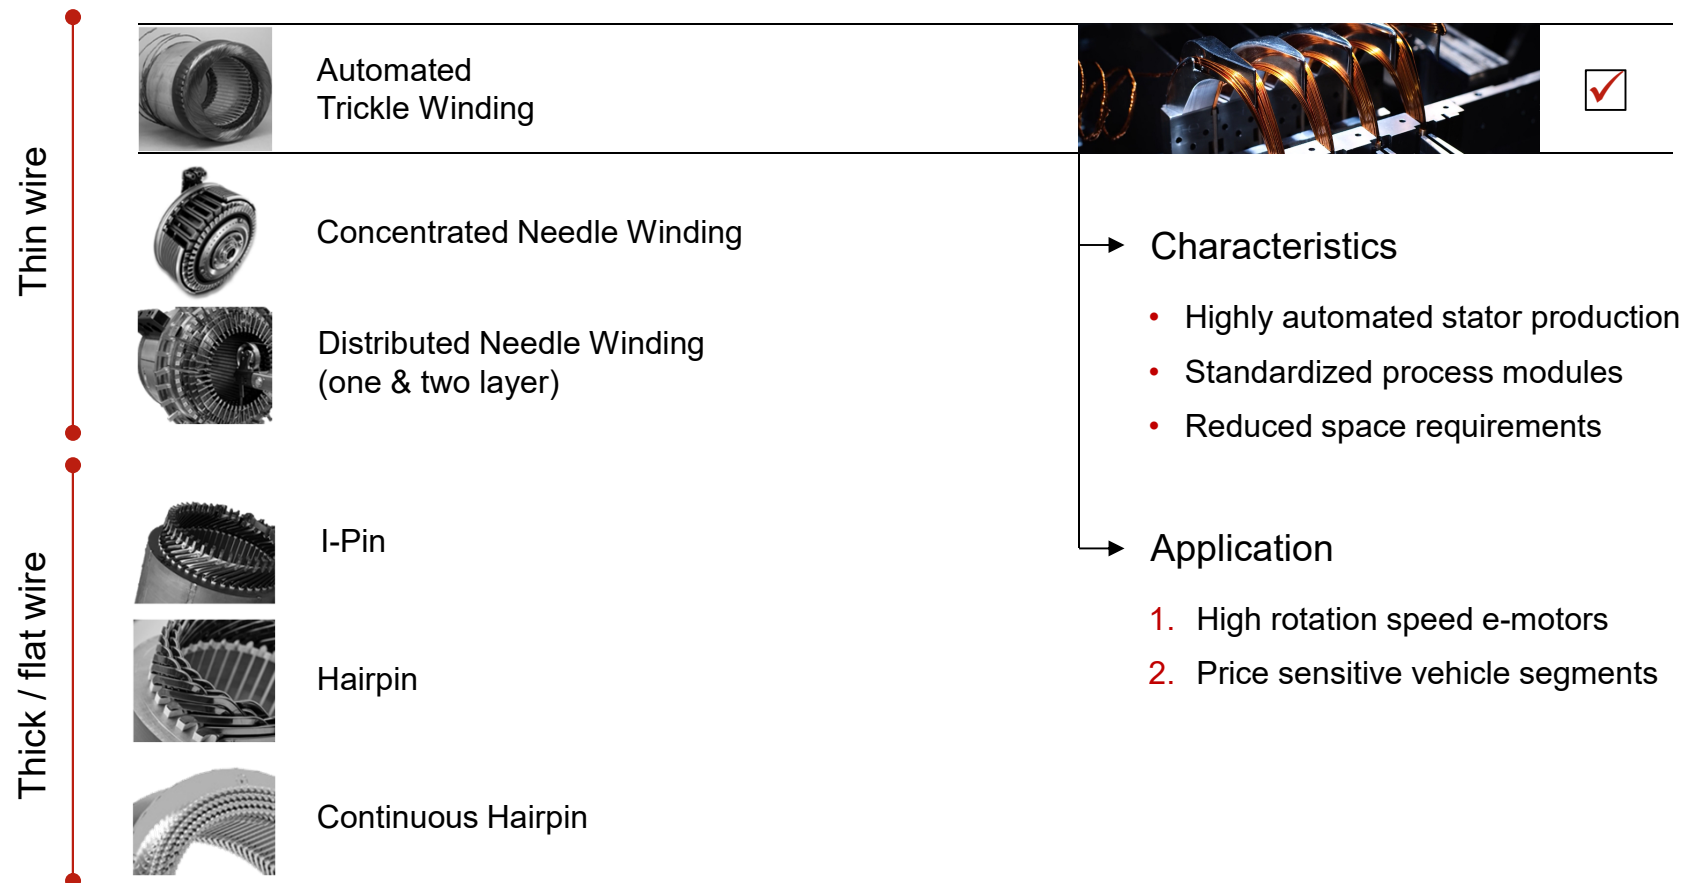 Thin wire
Automated
Trickle Winding
Concentrated Needle Winding
Distributed Needle Winding
(one & two layer)
Thick / flat wire
I-Pin
Hairpin
Continuous Hairpin
Characteristics
• Highly automated stator production
• Standardized process modules
• Reduced space requirements
Application
1. High rotation speed e-motors
2. Price sensitive vehicle segments